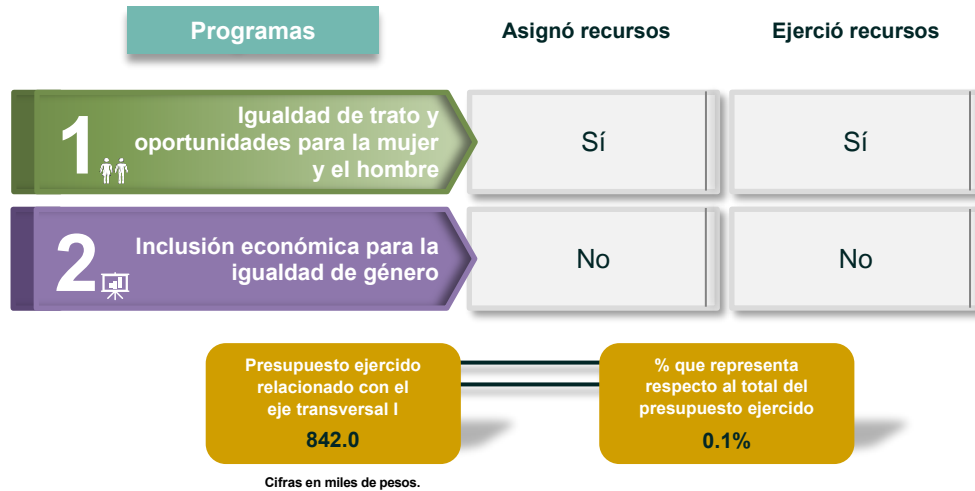 Programas
Asignó recursos
Ejerció recursos
1
Igualdad de trato y
oportunidades para la mujer
y el hombre
Sí
Sí
2
Inclusión económica para la
igualdad de género
No
No
Presupuesto ejercido
relacionado con el
eje transversal I
842.0
% que representa
respecto al total del
presupuesto ejercido
0.1%
Cifras en miles de pesos.